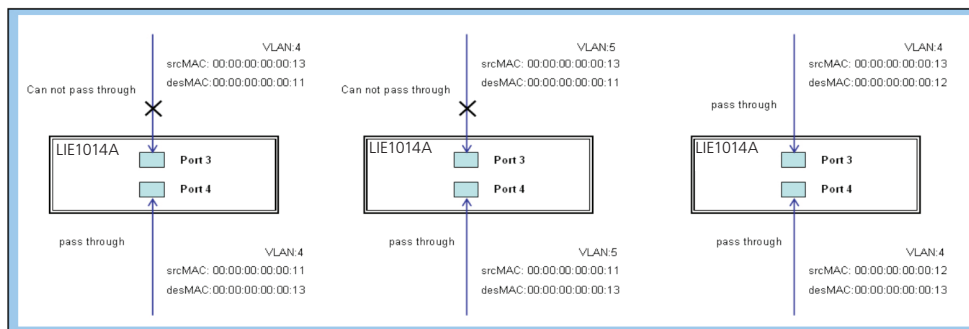 VLAN:4
srcMAC: 00:00:00:00:00:13
desMAC:00:00:00:00:00:11
Can not pass through
LIE1014A
Port 3
Port 4
pass through
VLAN:4
srcMAC: 00:00:00:00:00:11
desMAC:00:00:00:00:00:13
VLAN:5
srcMAC: 00:00:00:00:00:13
desMAC:00:00:00:00:00:11
Can not pass through
LIE1014A
Port 3
Port 4
pass through
VLAN:5
srcMAC: 00:00:00:00:00:11
desMAC:00:00:00:00:00:13
VLAN:4
srcMAC: 00:00:00:00:00:13
desMAC:00:00:00:00:00:12
pass through
LIE1014A
Port 3
Port 4
pass through
VLAN:4
srcMAC: 00:00:00:00:00:12
desMAC:00:00:00:00:00:13